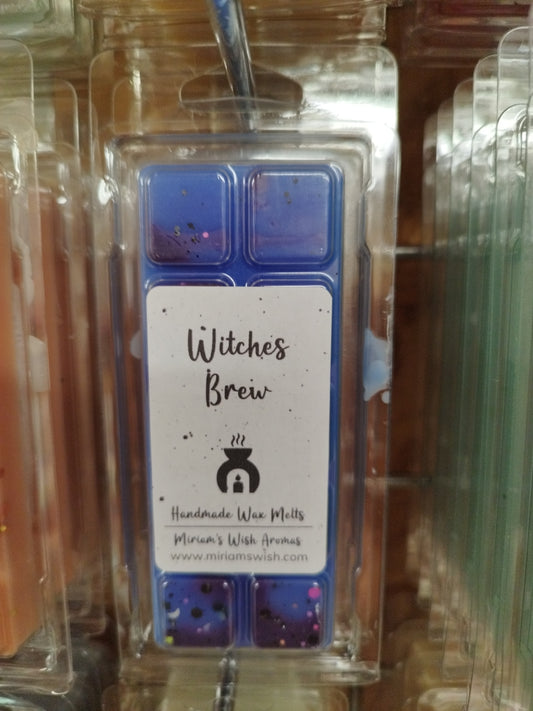 Witches
Brew
Handmade Wax Melts
Miriam's Wish Aromas
www.miriamswish.com